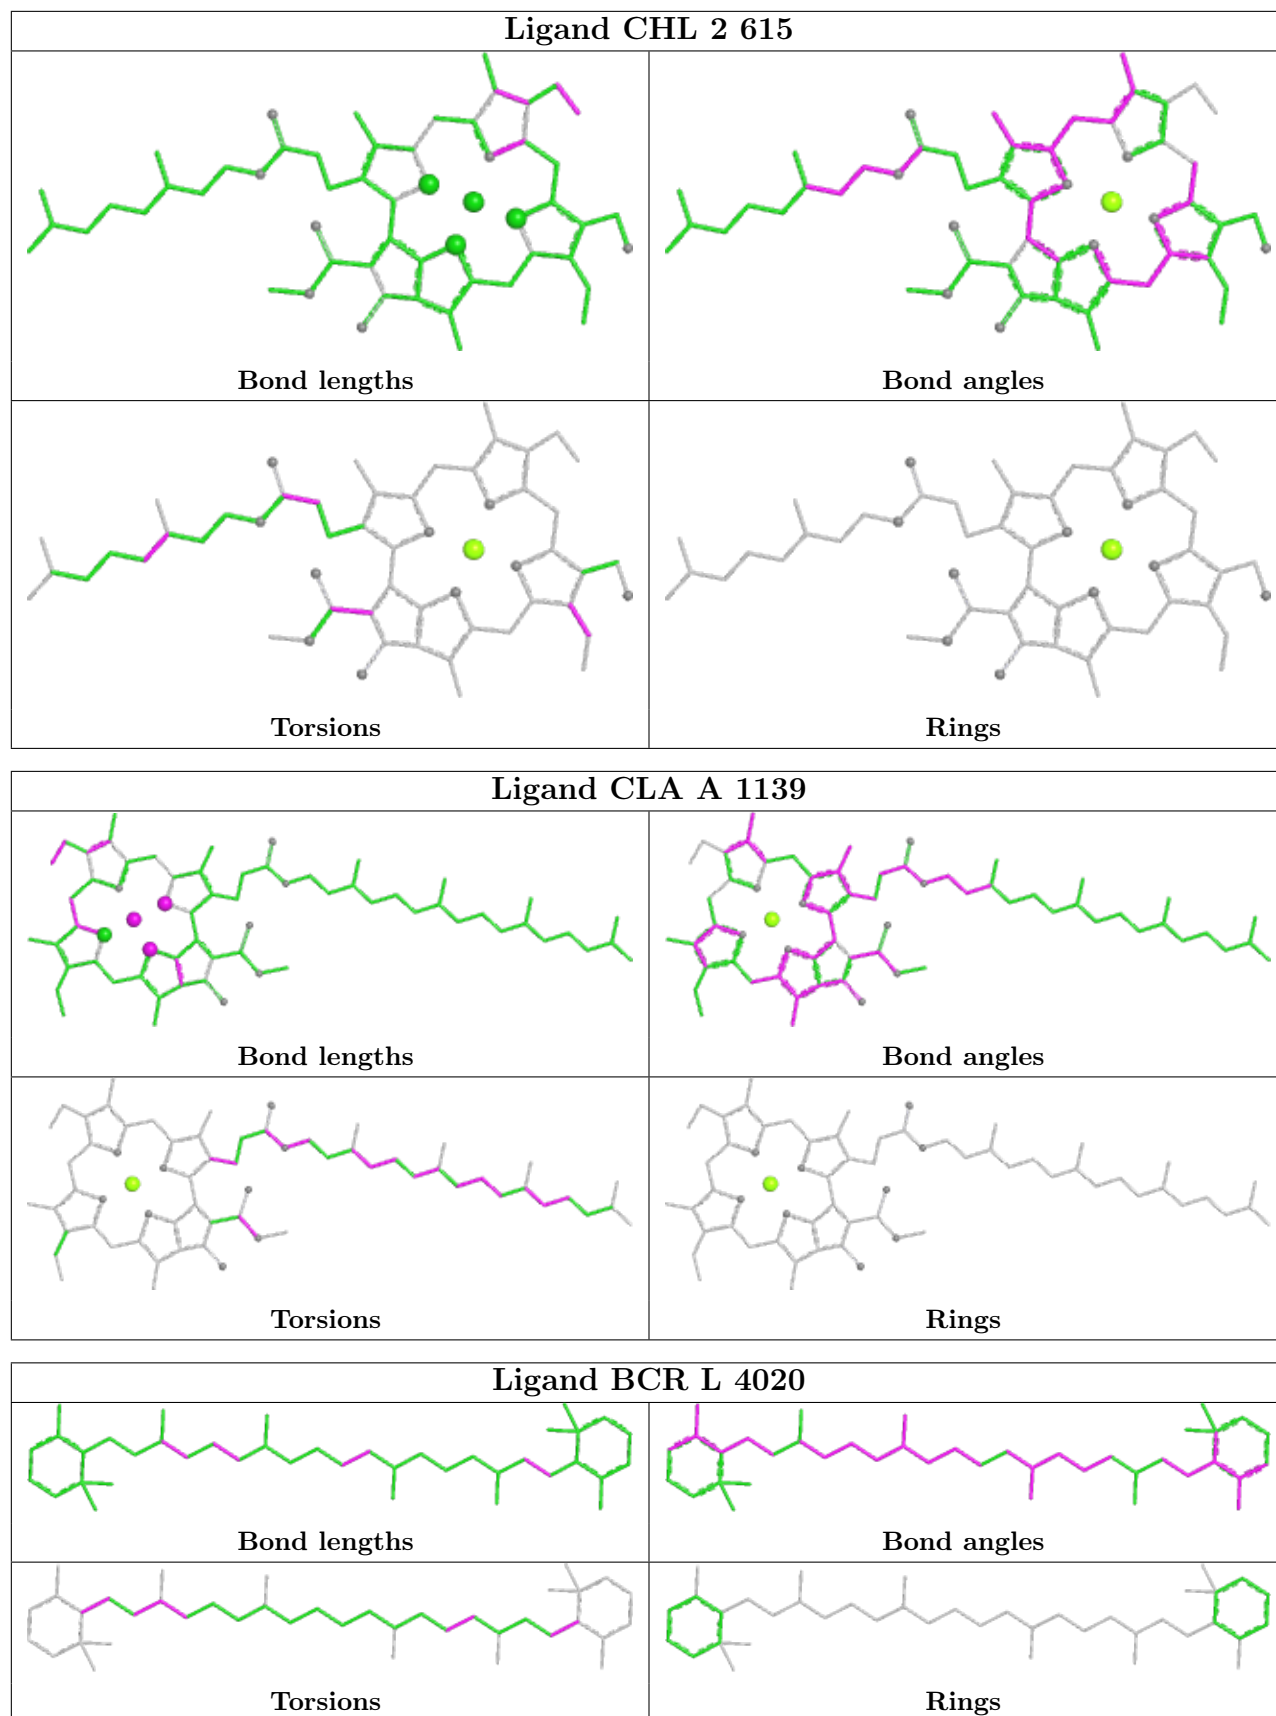 Ligand CHL 2 615
Bond lengths
Bond angles
Torsions
Rings
Ligand CLA A 1139
Bond lengths
Bond angles
Torsions
Rings
Ligand BCR L 4020
Bond lengths
Bond angles
Torsions
Rings